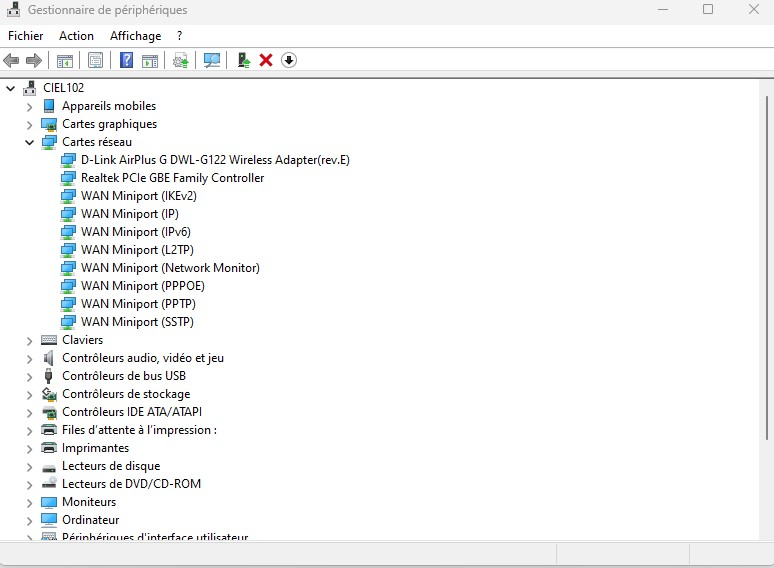 Gestionnaire de périphériques
Fichier Action Affichage ?
CIEL102
Appareils mobiles
Cartes graphiques
Cartes réseau
D-Link AirPlus G DWL-G122 Wireless Adapter(rev.E)
Realtek PCIe GBE Family Controller
WAN Miniport (IKEv2)
WAN Miniport (IP)
WAN Miniport (IPv6)
WAN Miniport (L2TP)
WAN Miniport (Network Monitor)
WAN Miniport (PPPOE)
WAN Miniport (PPTP)
WAN Miniport (SSTP)
Claviers
Contrôleurs audio, vidéo et jeu
Contrôleurs de bus USB
Contrôleurs de stockage
Contrôleurs IDE ATA/ATAPI
Files d'attente à l'impression :
Imprimantes
Lecteurs de disque
Lecteurs de DVD/CD-ROM
Moniteurs
Ordinateur
Périphériques d'interface utilisateur